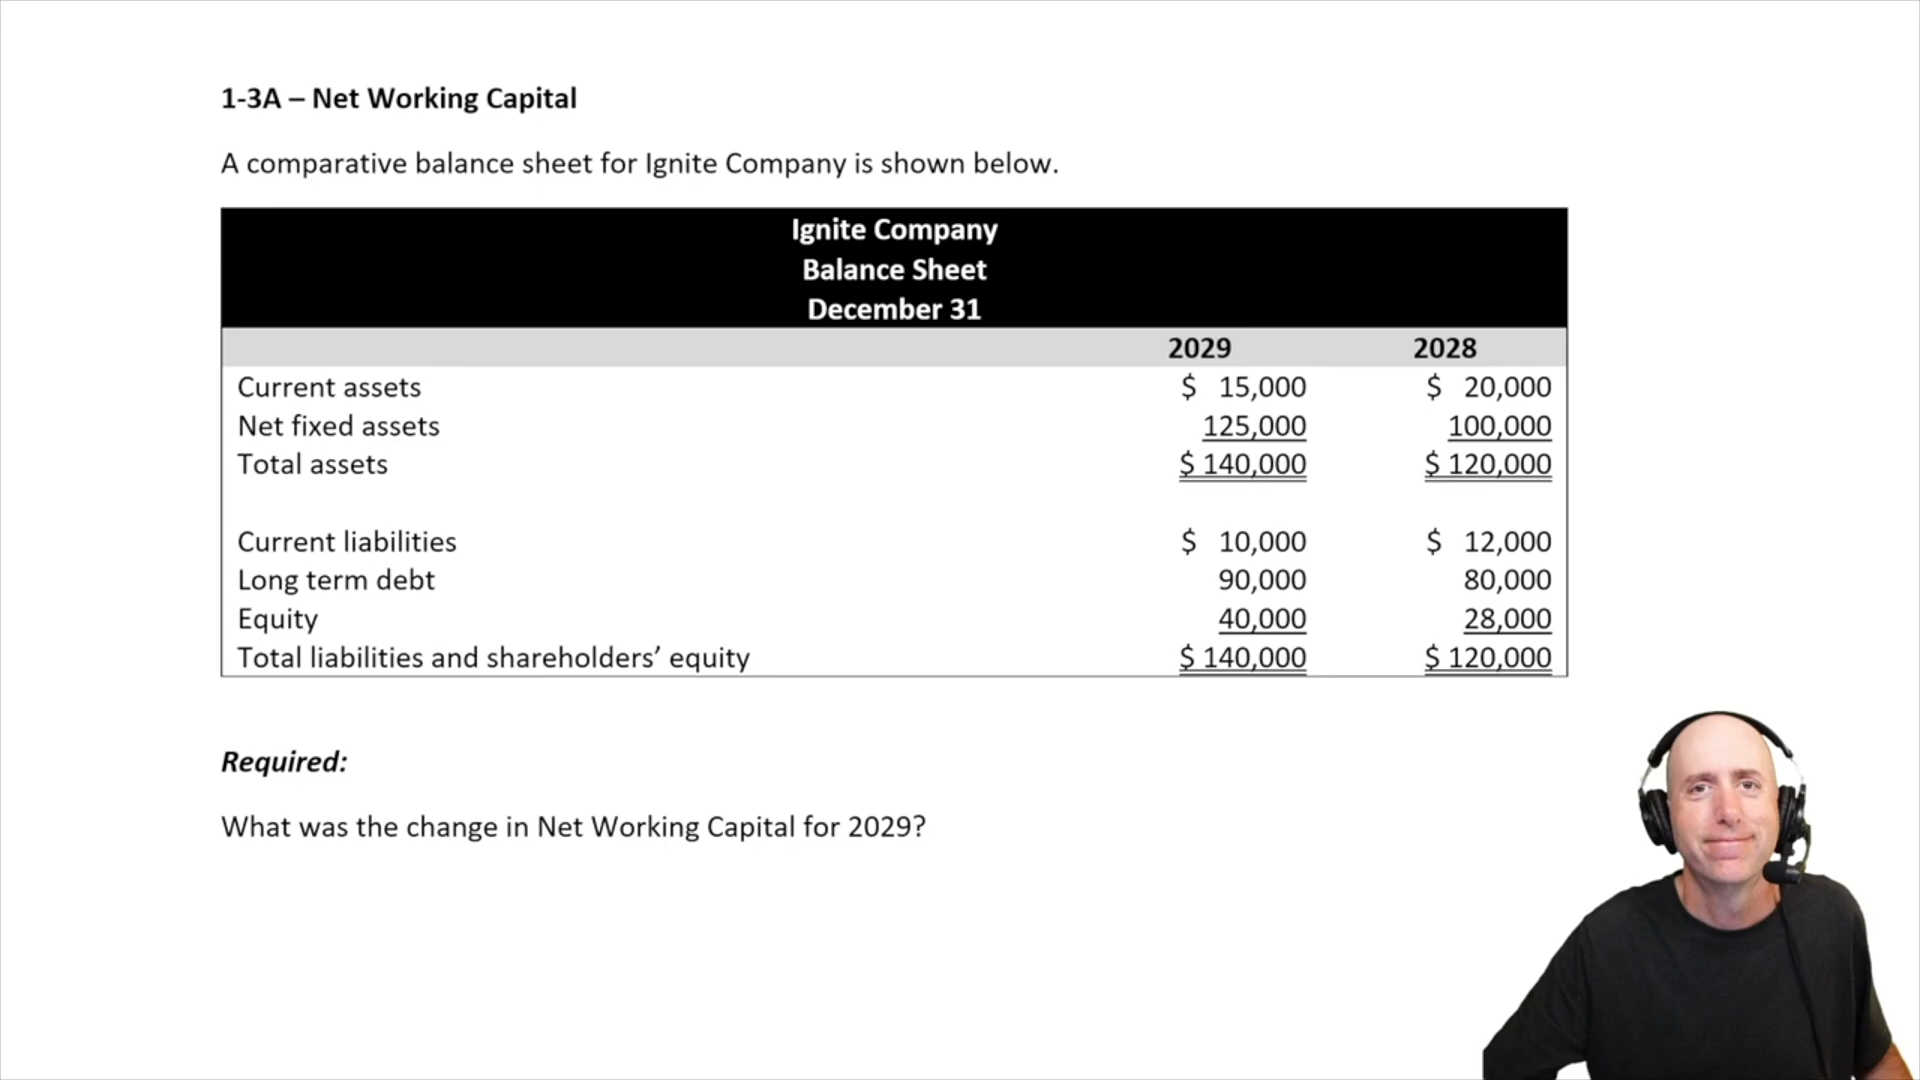 1-3A – Net Working Capital
A comparative balance sheet for Ignite Company is shown below.
Ignite Company
Balance Sheet
December 31
2029 2028
Current assets $ 15,000 $ 20,000
Net fixed assets 125,000 100,000
Total assets $ 140,000 $ 120,000
Current liabilities $ 10,000 $ 12,000
Long term debt 90,000 80,000
Equity 40,000 28,000
Total liabilities and shareholders’ equity $ 140,000 $ 120,000
Required:
What was the change in Net Working Capital for 2029?